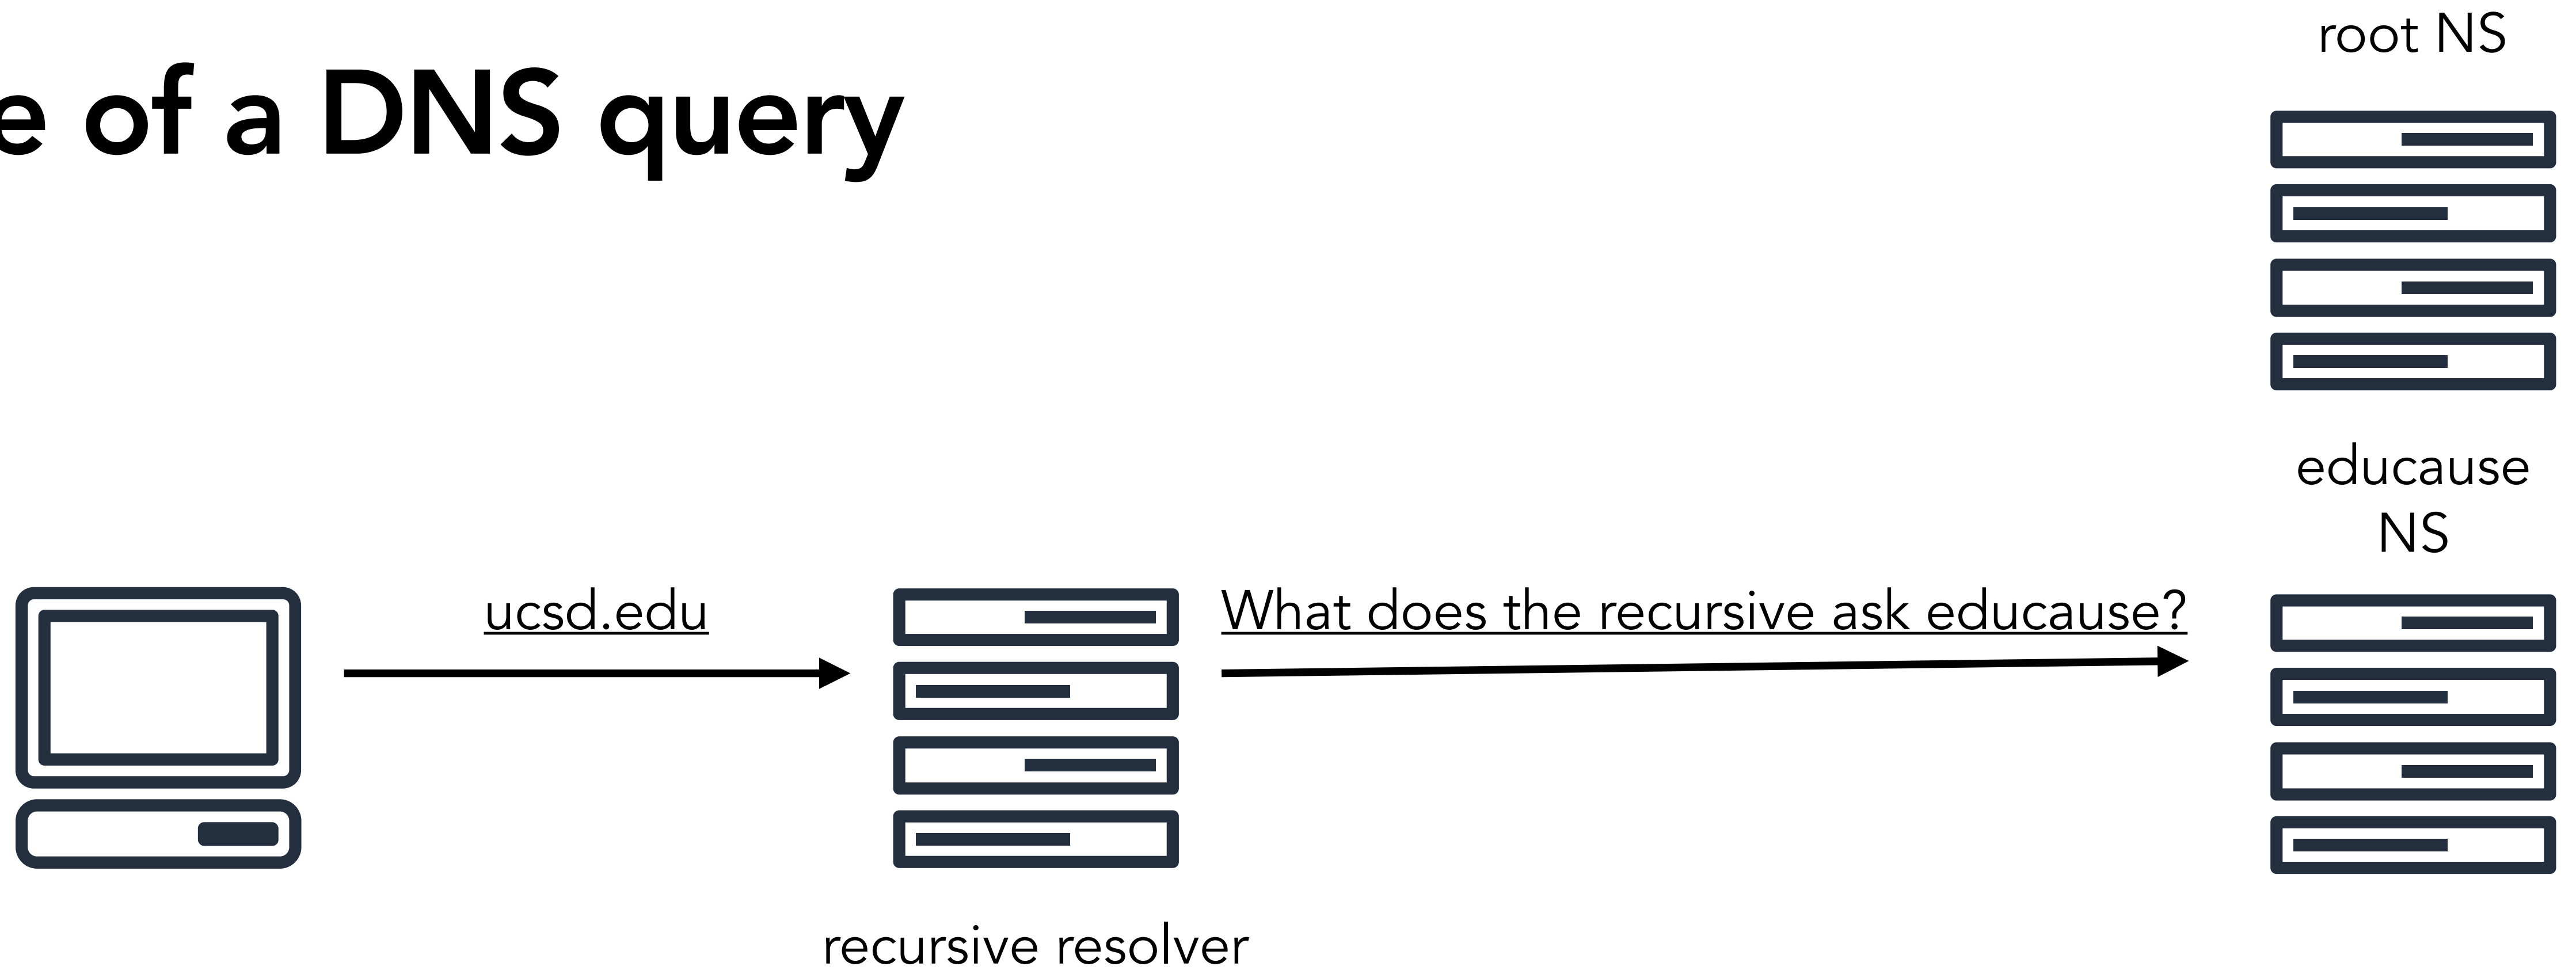 root NS
e of a DNS query
educause
NS
ucsd.edu
What does the recursive ask educause?
recursive resolver